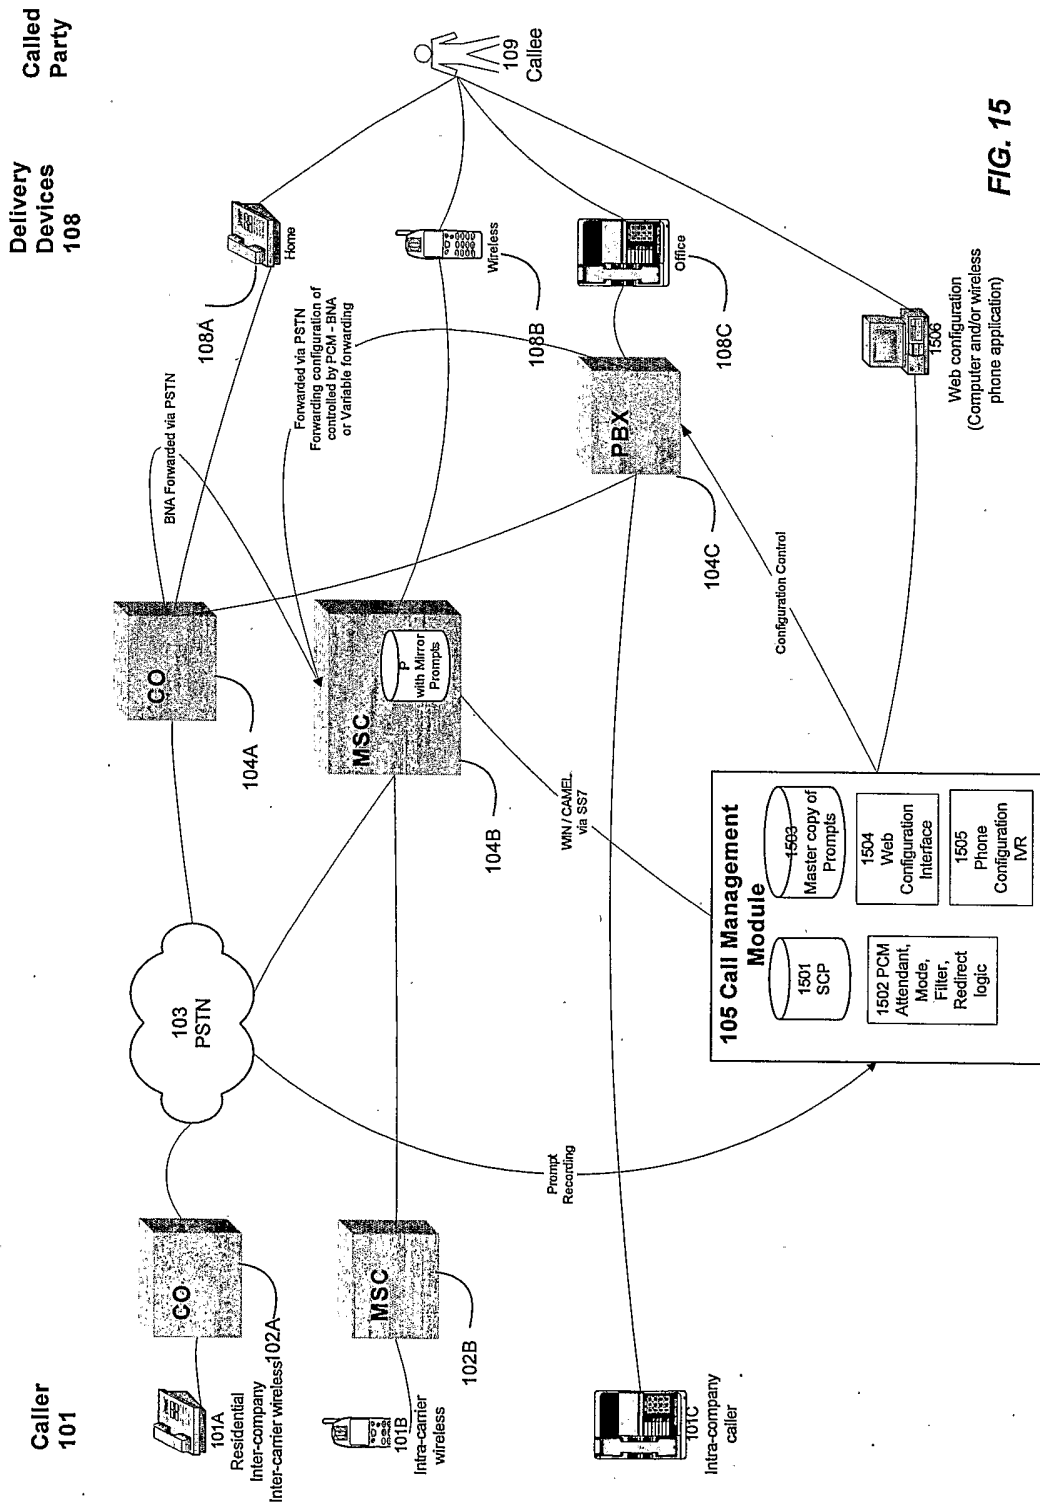 Caller
101
Delivery
Devices
108
Called
Party
101A
Residential
Inter-company
Inter-carrier wireless
102A
CO
103
PSTN
CO
104A
BNA Forwarded via PSTN
108A
Home
101B
Intra-carrier
wireless
MSC
102B
MSC
P
with Mirror
Prompts
104B
Forwarded via PSTN
Forwarding configuration of
controlled by PCM - BNA
or Variable forwarding
Wireless
108B
109
Callee
101C
Intra-company
caller
Prompt
Recording
WIN / CAMEL
via SS7
PBX
104C
Office
108C
Configuration Control
105 Call Management
Module
1501
SCP
1503
Master copy of
Prompts
1502 PCM
Attendant,
Mode,
Filter,
Redirect
logic
1504
Web
Configuration
Interface
1505
Phone
Configuration
IVR
1506
Web configuration
(Computer and/or wireless
phone application)
FIG. 15